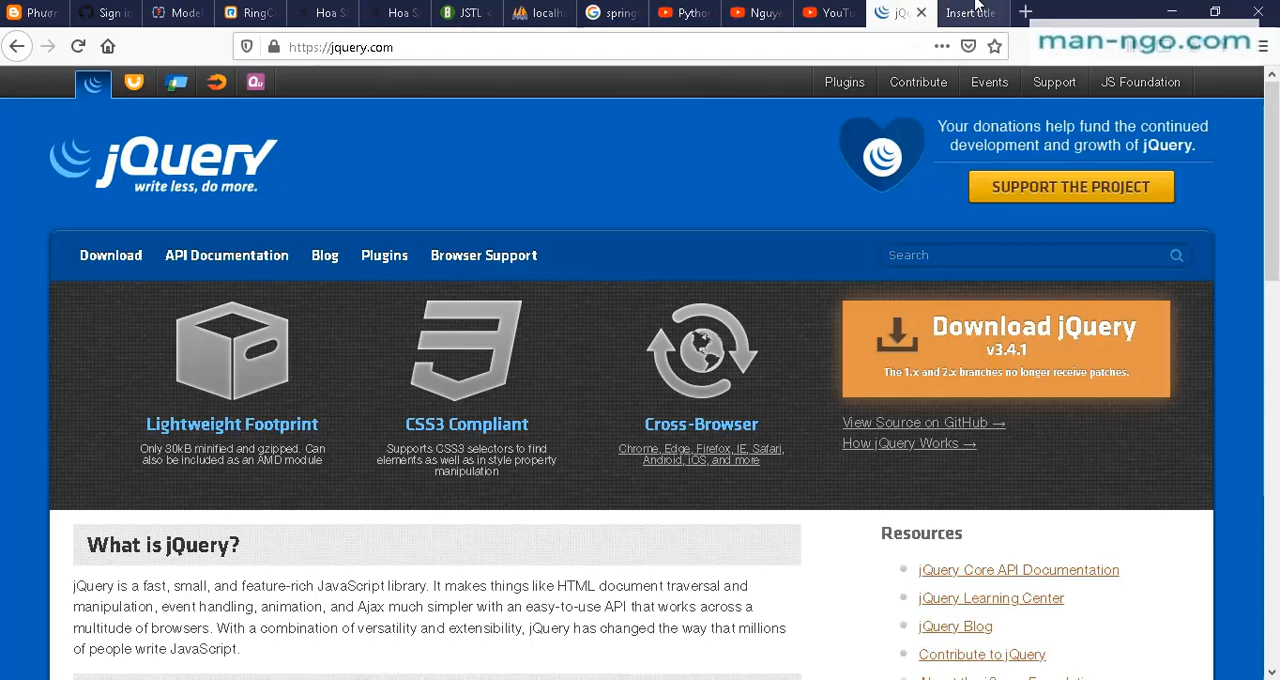 Phươn
Sign in
Model
RingC
Hoa S
Hoa S
JSTL
localh
spring
Python
Nguye
YouTu
jQu
Insert title
man-ngo.com
https://jquery.com
Qu
Plugins
Contribute
Events
Support
JS Foundation
jQuery
write less, do more.
Your donations help fund the continued
development and growth of jQuery.
SUPPORT THE PROJECT
Download
API Documentation
Blog
Plugins
Browser Support
Search
Lightweight Footprint
Only 30kB minified and gzipped. Can
also be included as an AMD module
CSS3 Compliant
Supports CSS3 selectors to find
elements as well as in style property
manipulation
Cross-Browser
Chrome, Edge, Firefox, IE, Safari,
Android, iOS, and more
Download jQuery
v3.4.1
The 1.x and 2.x branches no longer receive patches.
View Source on GitHub →
How jQuery Works →
What is jQuery?
jQuery is a fast, small, and feature-rich JavaScript library. It makes things like HTML document traversal and
manipulation, event handling, animation, and Ajax much simpler with an easy-to-use API that works across a
multitude of browsers. With a combination of versatility and extensibility, jQuery has changed the way that millions
of people write JavaScript.
Resources
jQuery Core API Documentation
jQuery Learning Center
jQuery Blog
Contribute to jQuery